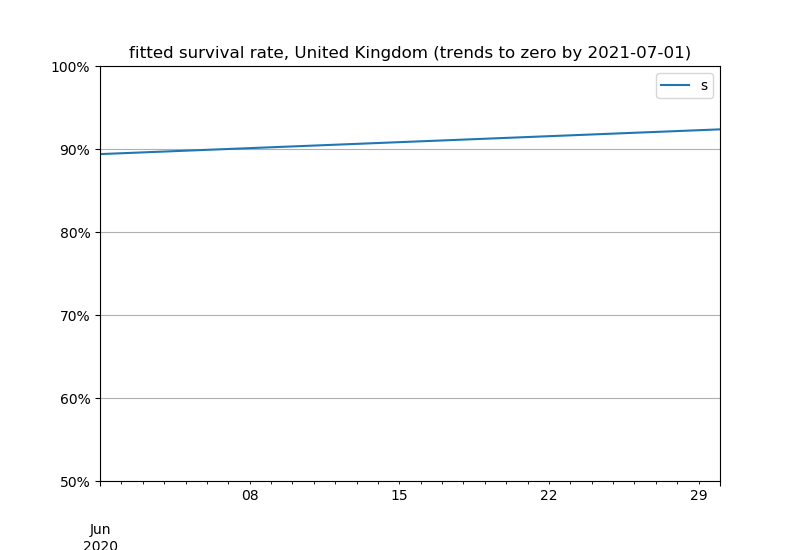 fitted survival rate, United Kingdom (trends to zero by 2021-07-01)
100%
s
90%
80%
70%
60%
50%
08 15 22 29
Jun
2020